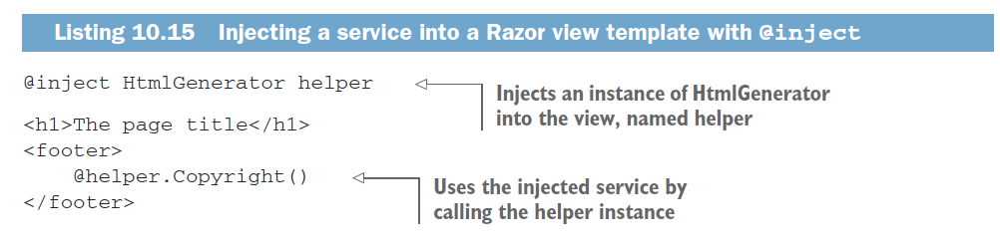 Listing 10.15 Injecting a service into a Razor view template with @inject
@inject HtmlGenerator helper
Injects an instance of HtmlGenerator
into the view, named helper
<h1>The page title</h1>
<footer>
@helper.Copyright()
Uses the injected service by
calling the helper instance
</footer>